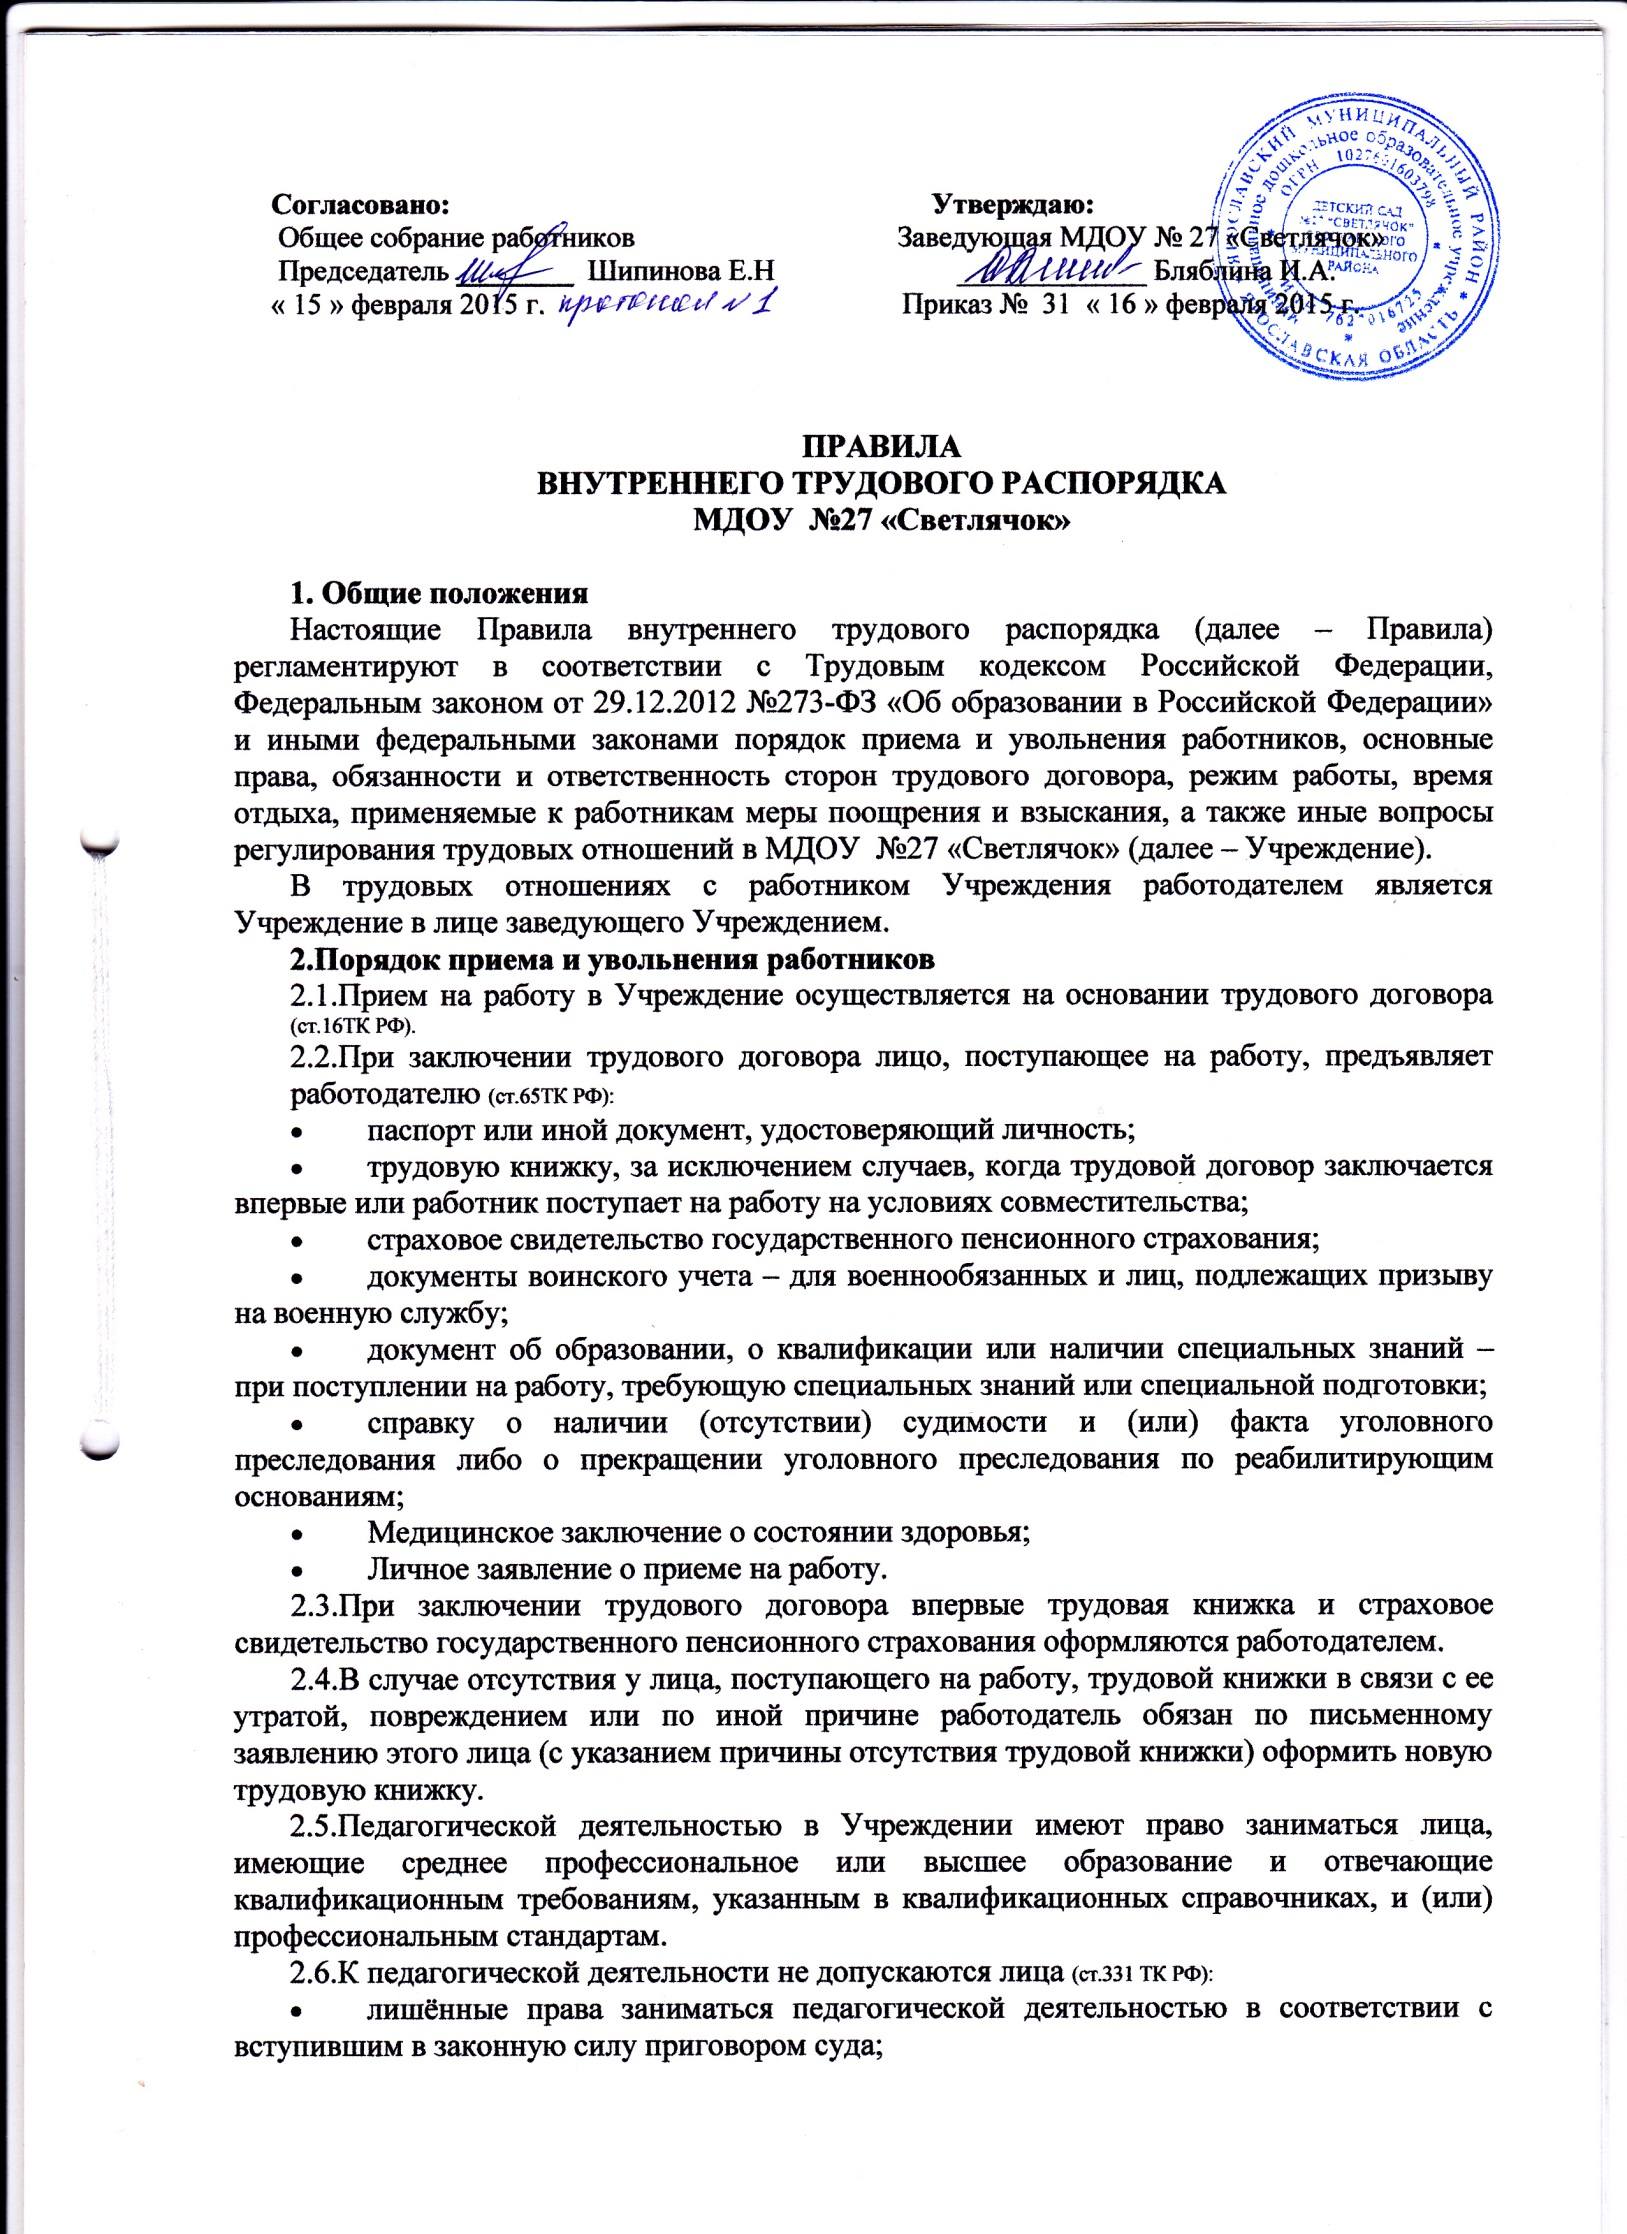 Согласовано:
Общее собрание работников
Председатель Шипинова Е.Н
« 15 » февраля 2015 г. протокол №1
Утверждаю:
Заведующая МДОУ № 27 «Светлячок»
Бляблина И.А.
Приказ № 31 « 16 » февраля 2015 г.
ЯРОСЛАВСКИЙ МУНИЦИПАЛЬНЫЙ РАЙОН * ЯРОСЛАВСКАЯ ОБЛАСТЬ *
дошкольное образовательное учреждение
ОГРН 1027601603798
ДЕТСКИЙ САД
"СВЕТЛЯЧОК"
МУНИЦИПАЛЬНОГО
РАЙОНА
ПРАВИЛА
ВНУТРЕННЕГО ТРУДОВОГО РАСПОРЯДКА
МДОУ №27 «Светлячок»
1. Общие положения
Настоящие Правила внутреннего трудового распорядка (далее – Правила)
регламентируют в соответствии с Трудовым кодексом Российской Федерации,
Федеральным законом от 29.12.2012 №273-ФЗ «Об образовании в Российской Федерации»
и иными федеральными законами порядок приема и увольнения работников, основные
права, обязанности и ответственность сторон трудового договора, режим работы, время
отдыха, применяемые к работникам меры поощрения и взыскания, а также иные вопросы
регулирования трудовых отношений в МДОУ №27 «Светлячок» (далее – Учреждение).
В трудовых отношениях с работником Учреждения работодателем является
Учреждение в лице заведующего Учреждением.
2.Порядок приема и увольнения работников
2.1.Прием на работу в Учреждение осуществляется на основании трудового договора
(ст.16ТК РФ).
2.2.При заключении трудового договора лицо, поступающее на работу, предъявляет
работодателю (ст.65ТК РФ):
• паспорт или иной документ, удостоверяющий личность;
• трудовую книжку, за исключением случаев, когда трудовой договор заключается
впервые или работник поступает на работу на условиях совместительства;
• страховое свидетельство государственного пенсионного страхования;
• документы воинского учета – для военнообязанных и лиц, подлежащих призыву
на военную службу;
• документ об образовании, о квалификации или наличии специальных знаний –
при поступлении на работу, требующую специальных знаний или специальной подготовки;
• справку о наличии (отсутствии) судимости и (или) факта уголовного
преследования либо о прекращении уголовного преследования по реабилитирующим
основаниям;
• Медицинское заключение о состоянии здоровья;
• Личное заявление о приеме на работу.
2.3.При заключении трудового договора впервые трудовая книжка и страховое
свидетельство государственного пенсионного страхования оформляются работодателем.
2.4.В случае отсутствия у лица, поступающего на работу, трудовой книжки в связи с ее
утратой, повреждением или по иной причине работодатель обязан по письменному
заявлению этого лица (с указанием причины отсутствия трудовой книжки) оформить новую
трудовую книжку.
2.5.Педагогической деятельностью в Учреждении имеют право заниматься лица,
имеющие среднее профессиональное или высшее образование и отвечающие
квалификационным требованиям, указанным в квалификационных справочниках, и (или)
профессиональным стандартам.
2.6.К педагогической деятельности не допускаются лица (ст.331 ТК РФ):
• лишённые права заниматься педагогической деятельностью в соответствии с
вступившим в законную силу приговором суда;